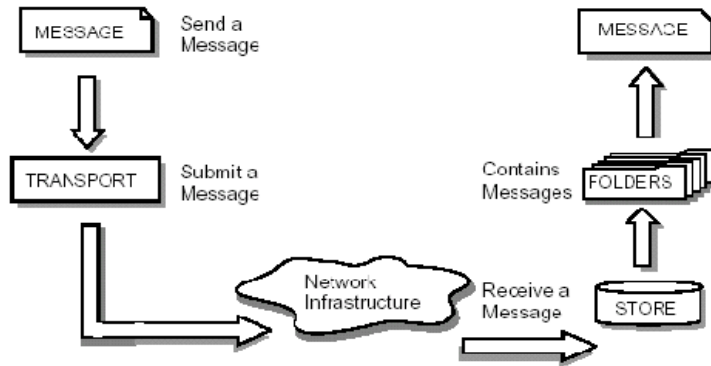 MESSAGE
Send a
Message
TRANSPORT
Submit a
Message
Network
Infrastructure
Receive a
Message
STORE
Contains
Messages
FOLDERS
MESSAGE